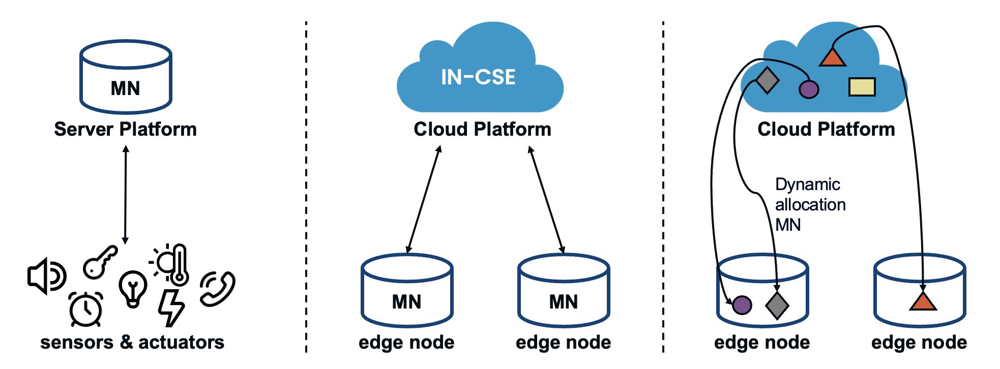 MN
Server Platform
sensors & actuators
IN-CSE
Cloud Platform
MN
MN
edge node
edge node
Cloud Platform
Dynamic
allocation
MN
edge node
edge node